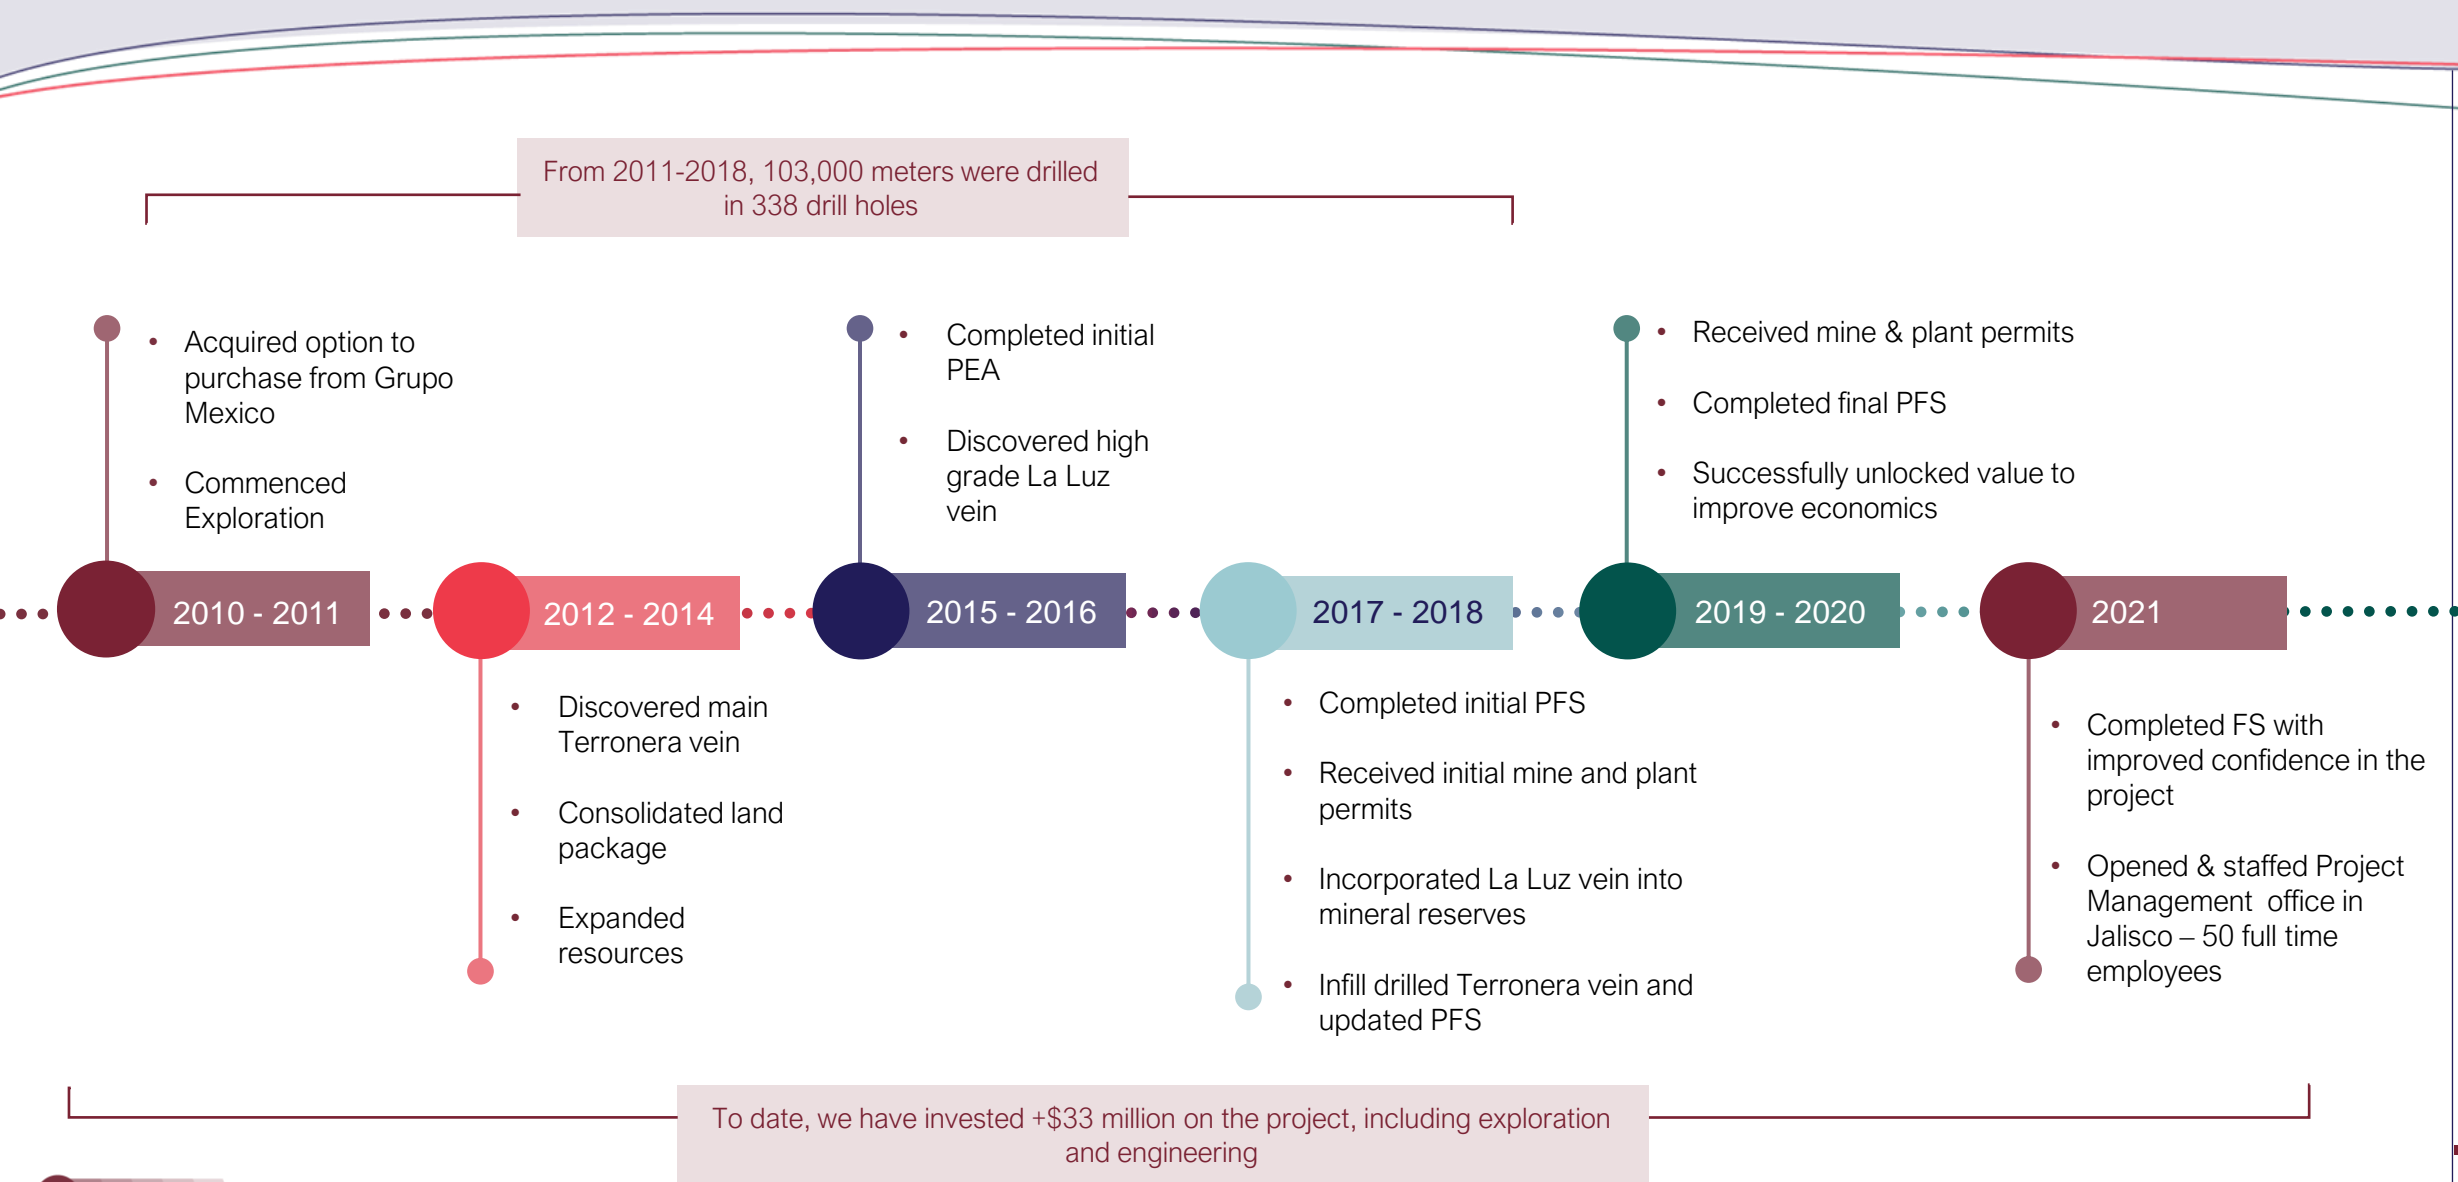 From 2011-2018, 103,000 meters were drilled
in 338 drill holes
• Acquired option to
purchase from Grupo
Mexico
• Commenced
Exploration
• Completed initial
PEA
• Discovered high
grade La Luz
vein
• Received mine & plant permits
• Completed final PFS
• Successfully unlocked value to
improve economics
2010 - 2011
2012 - 2014
2015 - 2016
2017 - 2018
2019 - 2020
2021
• Discovered main
Terronera vein
• Consolidated land
package
• Expanded
resources
• Completed initial PFS
• Received initial mine and plant
permits
• Incorporated La Luz vein into
mineral reserves
• Infill drilled Terronera vein and
updated PFS
• Completed FS with
improved confidence in the
project
• Opened & staffed Project
Management office in
Jalisco – 50 full time
employees
To date, we have invested +$33 million on the project, including exploration
and engineering